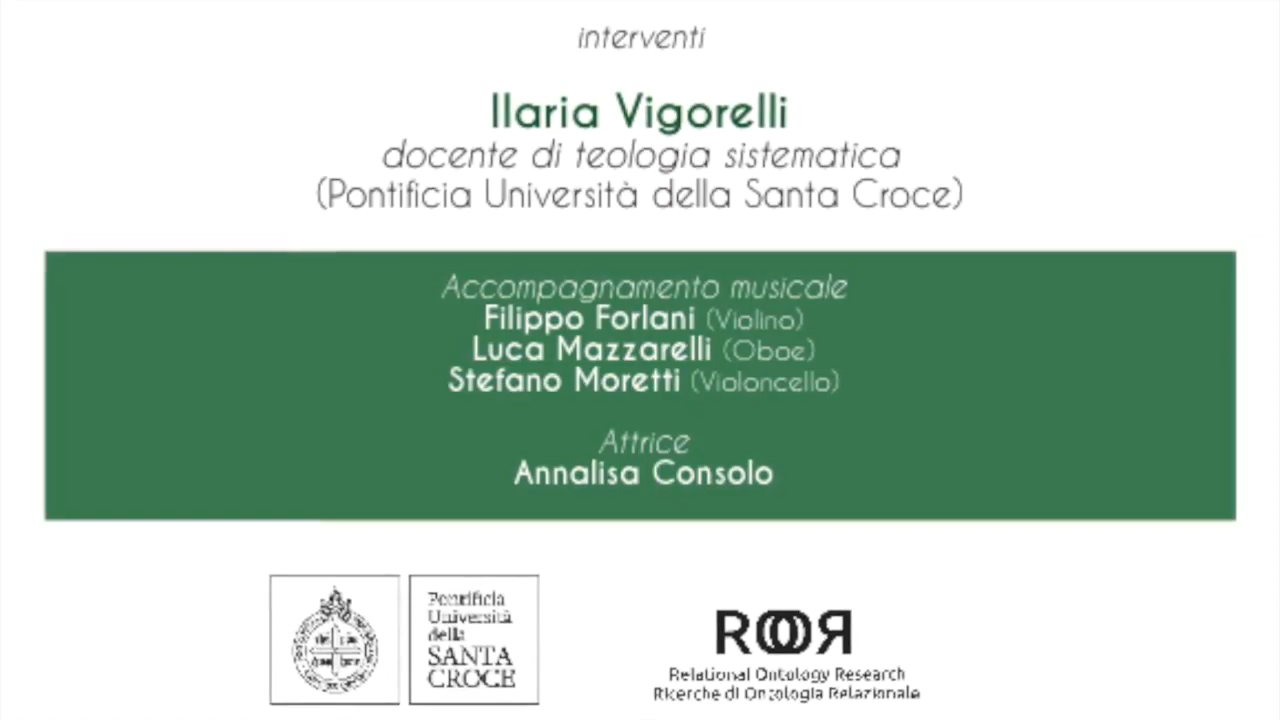 interventi
Ilaria Vigorelli
docente di teologia sistematica
(Pontificia Università della Santa Croce)
Accompagnamento musicale
Filippo Forlani (Violino)
Luca Mazzarelli (Oboe)
Stefano Moretti (Violoncello)
Attrice
Annalisa Consolo
Pontificia
Università
della
SANTA
CROCE
ROOR
Relational Ontology Research
Ricerche di Ontologia Relazionale